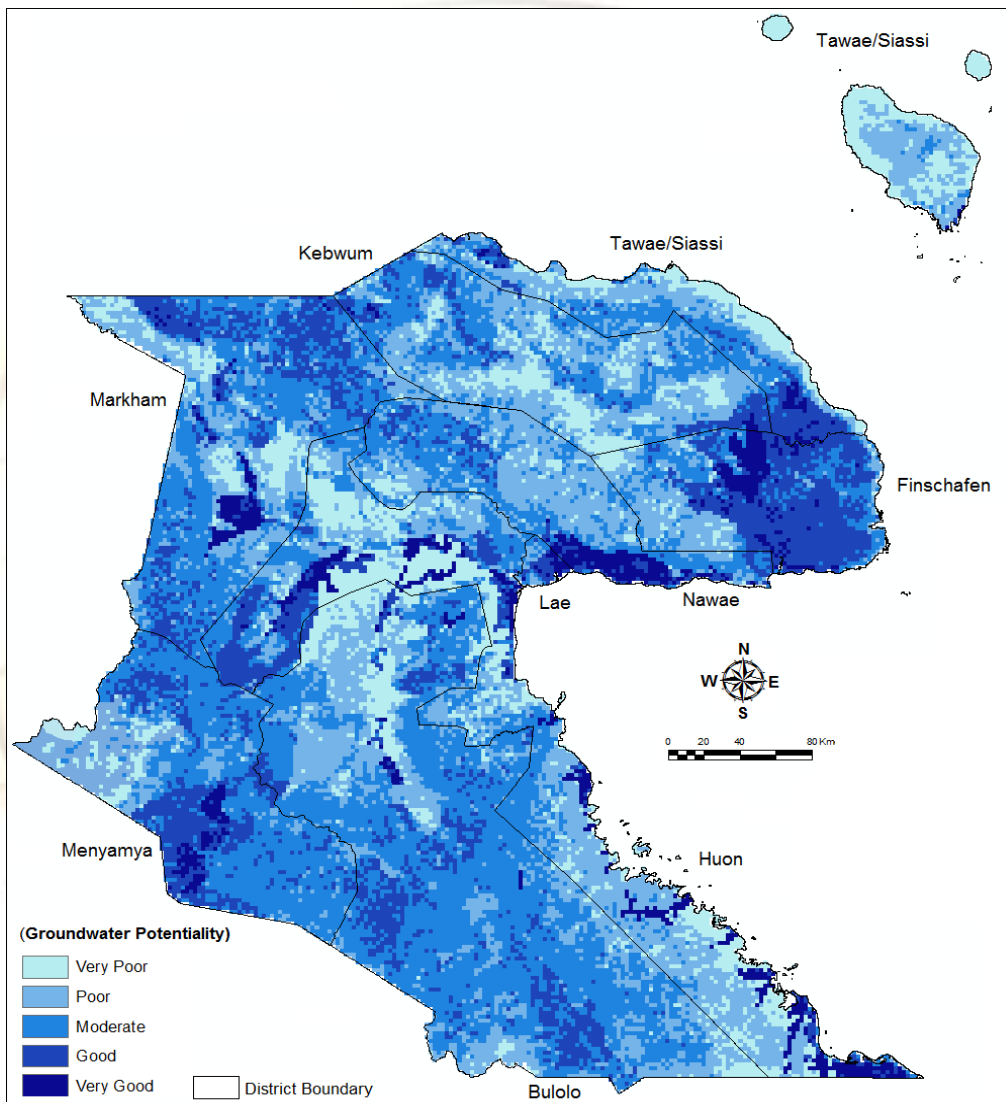 Tawae/Siassi
Kebwum
Tawae/Siassi
Markham
Finschafen
Lae
Nawae
N
W
E
S
0 20 40 80 Km
Menyamya
Huon
(Groundwater Potentiality)
Very Poor
Poor
Moderate
Good
Very Good
District Boundary
Bulolo